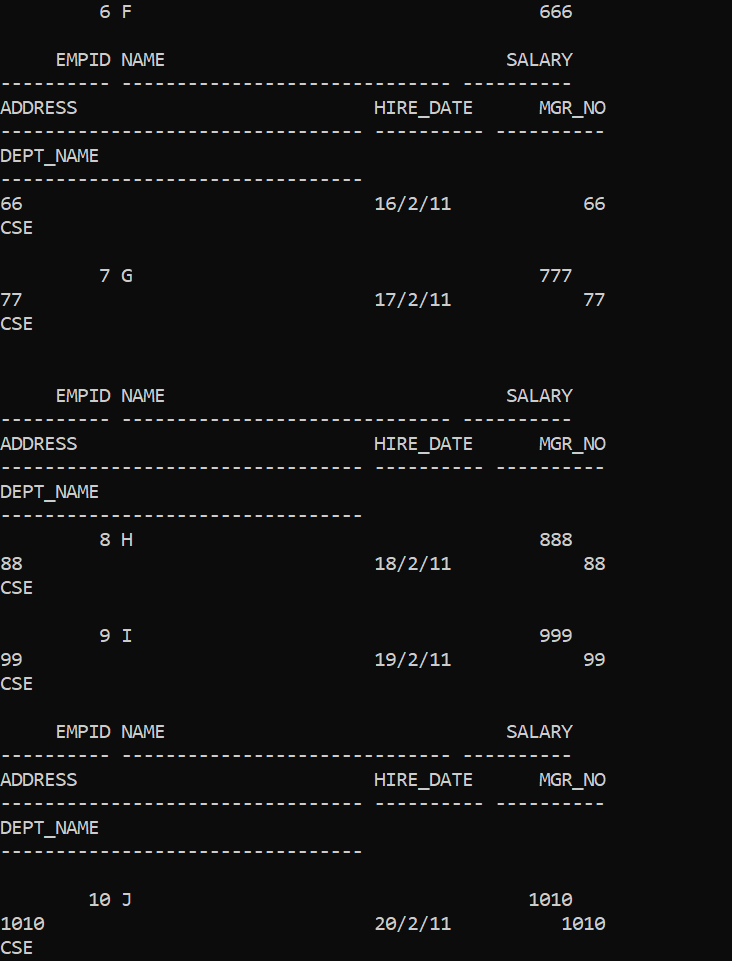 6 F 666
EMPID NAME SALARY
---------- ------------------------------ ----------
ADDRESS HIRE_DATE MGR_NO
--------------------------------- ---------- ----------
DEPT_NAME
---------------------------------
66 16/2/11 66
CSE
7 G 777
77 17/2/11 77
CSE
EMPID NAME SALARY
---------- ------------------------------ ----------
ADDRESS HIRE_DATE MGR_NO
--------------------------------- ---------- ----------
DEPT_NAME
---------------------------------
8 H 888
88 18/2/11 88
CSE
9 I 999
99 19/2/11 99
CSE
EMPID NAME SALARY
---------- ------------------------------ ----------
ADDRESS HIRE_DATE MGR_NO
--------------------------------- ---------- ----------
DEPT_NAME
---------------------------------
10 J 1010
1010 20/2/11 1010
CSE